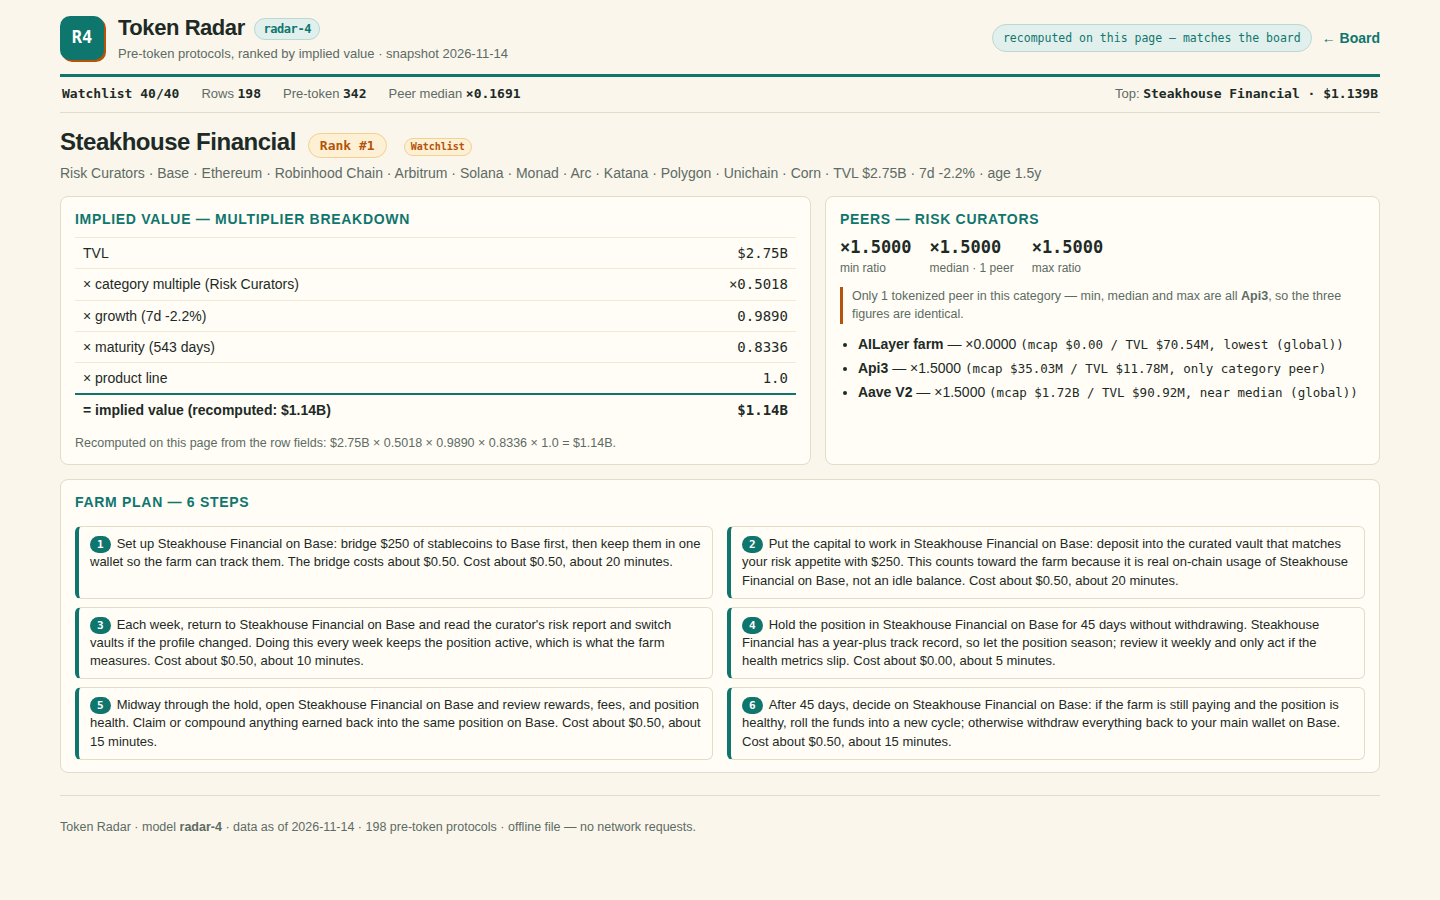 R4
Token Radar radar-4
Pre-token protocols, ranked by implied value · snapshot 2026-11-14
recomputed on this page — matches the board
← Board
Watchlist 40/40 Rows 198 Pre-token 342 Peer median ×0.1691
Top: Steakhouse Financial · $1.139B
Steakhouse Financial Rank #1 Watchlist
Risk Curators · Base · Ethereum · Robinhood Chain · Arbitrum · Solana · Monad · Arc · Katana · Polygon · Unichain · Corn · TVL $2.75B · 7d -2.2% · age 1.5y
IMPLIED VALUE — MULTIPLIER BREAKDOWN
TVL $2.75B
× category multiple (Risk Curators) ×0.5018
× growth (7d -2.2%) 0.9890
× maturity (543 days) 0.8336
× product line 1.0
= implied value (recomputed: $1.14B) $1.14B
Recomputed on this page from the row fields: $2.75B × 0.5018 × 0.9890 × 0.8336 × 1.0 = $1.14B.
PEERS — RISK CURATORS
×1.5000 ×1.5000 ×1.5000
min ratio median · 1 peer max ratio
Only 1 tokenized peer in this category — min, median and max are all Api3, so the three
figures are identical.
• AILayer farm — ×0.0000 (mcap $0.00 / TVL $70.54M, lowest (global))
• Api3 — ×1.5000 (mcap $35.03M / TVL $11.78M, only category peer)
• Aave V2 — ×1.5000 (mcap $1.72B / TVL $90.92M, near median (global))
FARM PLAN — 6 STEPS
1 Set up Steakhouse Financial on Base: bridge $250 of stablecoins to Base first, then keep them in one
wallet so the farm can track them. The bridge costs about $0.50. Cost about $0.50, about 20 minutes.
2 Put the capital to work in Steakhouse Financial on Base: deposit into the curated vault that matches
your risk appetite with $250. This counts toward the farm because it is real on-chain usage of Steakhouse
Financial on Base, not an idle balance. Cost about $0.50, about 20 minutes.
3 Each week, return to Steakhouse Financial on Base and read the curator's risk report and switch
vaults if the profile changed. Doing this every week keeps the position active, which is what the farm
measures. Cost about $0.50, about 10 minutes.
4 Hold the position in Steakhouse Financial on Base for 45 days without withdrawing. Steakhouse
Financial has a year-plus track record, so let the position season; review it weekly and only act if the
health metrics slip. Cost about $0.00, about 5 minutes.
5 Midway through the hold, open Steakhouse Financial on Base and review rewards, fees, and position
health. Claim or compound anything earned back into the same position on Base. Cost about $0.50, about
15 minutes.
6 After 45 days, decide on Steakhouse Financial on Base: if the farm is still paying and the position is
healthy, roll the funds into a new cycle; otherwise withdraw everything back to your main wallet on Base.
Cost about $0.50, about 15 minutes.
Token Radar · model radar-4 · data as of 2026-11-14 · 198 pre-token protocols · offline file — no network requests.